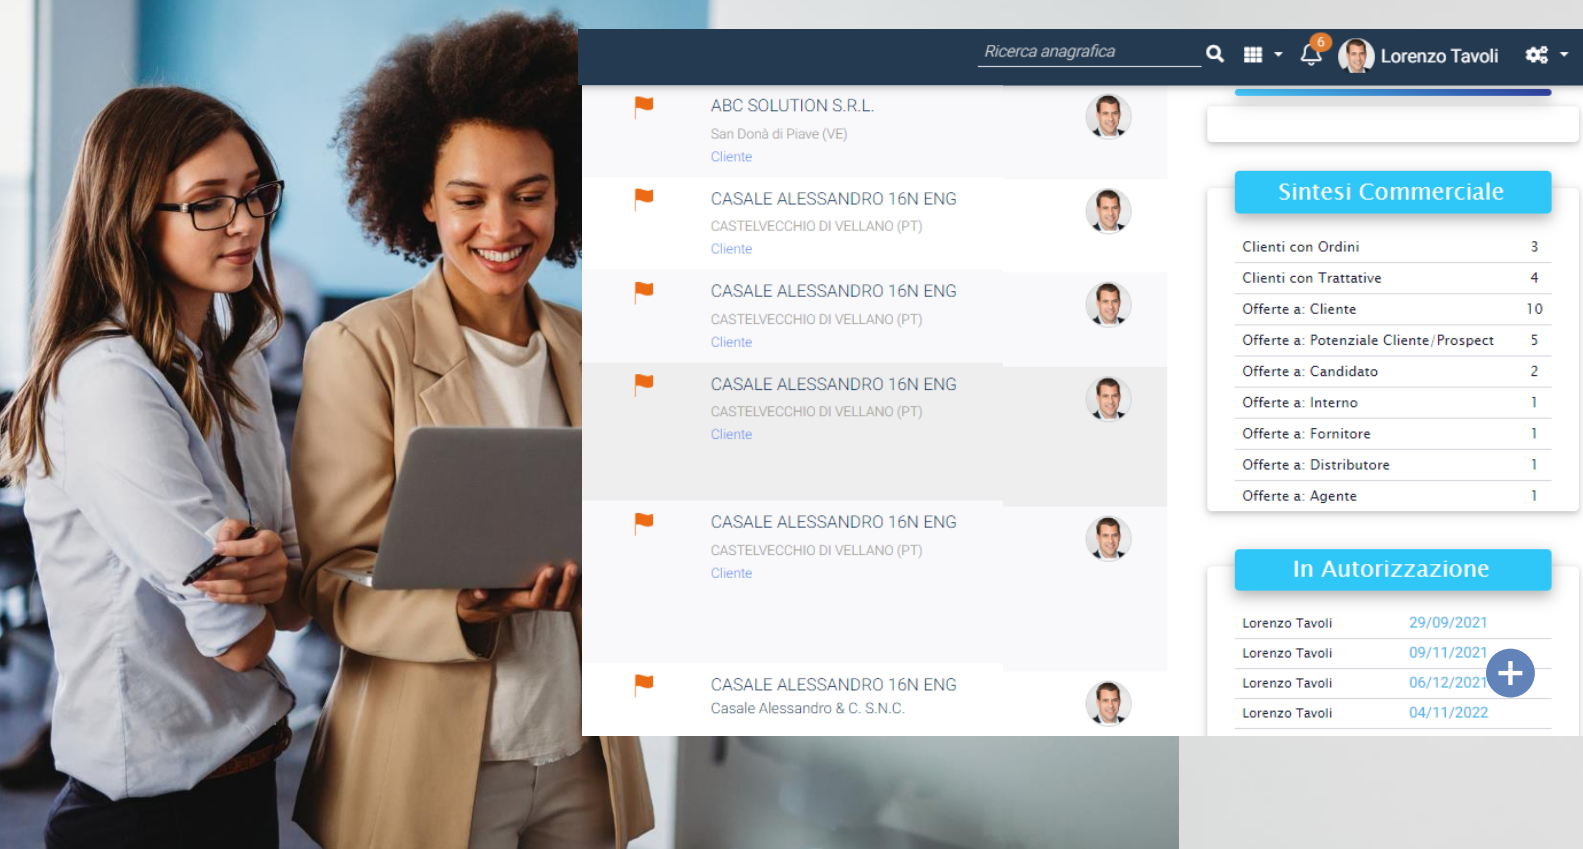 Ricerca anagrafica
6
Lorenzo Tavoli
ABC SOLUTION S.R.L.
San Donà di Piave (VE)
Cliente
CASALE ALESSANDRO 16N ENG
CASTELVECCHIO DI VELLANO (PT)
Cliente
CASALE ALESSANDRO 16N ENG
CASTELVECCHIO DI VELLANO (PT)
Cliente
CASALE ALESSANDRO 16N ENG
CASTELVECCHIO DI VELLANO (PT)
Cliente
CASALE ALESSANDRO 16N ENG
CASTELVECCHIO DI VELLANO (PT)
Cliente
CASALE ALESSANDRO 16N ENG
Casale Alessandro & C. S.N.C.
Sintesi Commerciale
Clienti con Ordini 3
Clienti con Trattative 4
Offerte a: Cliente 10
Offerte a: Potenziale Cliente/Prospect 5
Offerte a: Candidato 2
Offerte a: Interno 1
Offerte a: Fornitore 1
Offerte a: Distributore 1
Offerte a: Agente 1
In Autorizzazione
Lorenzo Tavoli 29/09/2021
Lorenzo Tavoli 09/11/2021
Lorenzo Tavoli 06/12/2021
Lorenzo Tavoli 04/11/2022